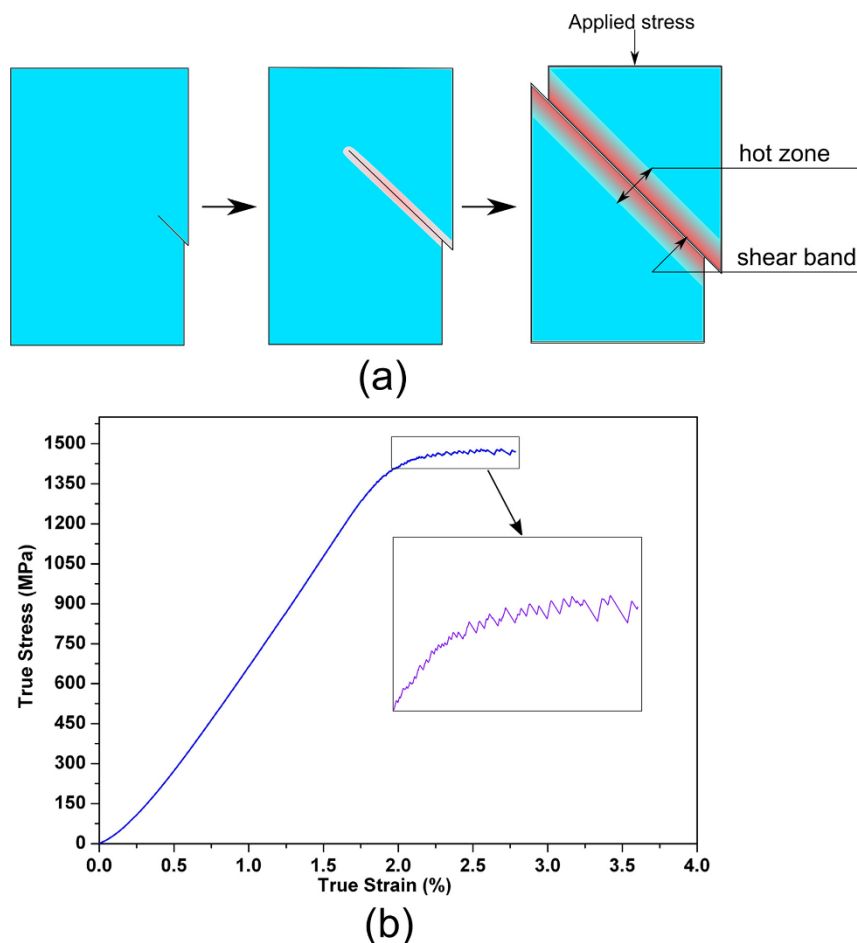 Applied stress
hot zone
shear band
(a)
1500
1350
1200
1050
900
750
600
450
300
150
0
True Stress (MPa)
0.0 0.5 1.0 1.5 2.0 2.5 3.0 3.5 4.0
True Strain (%)
(b)